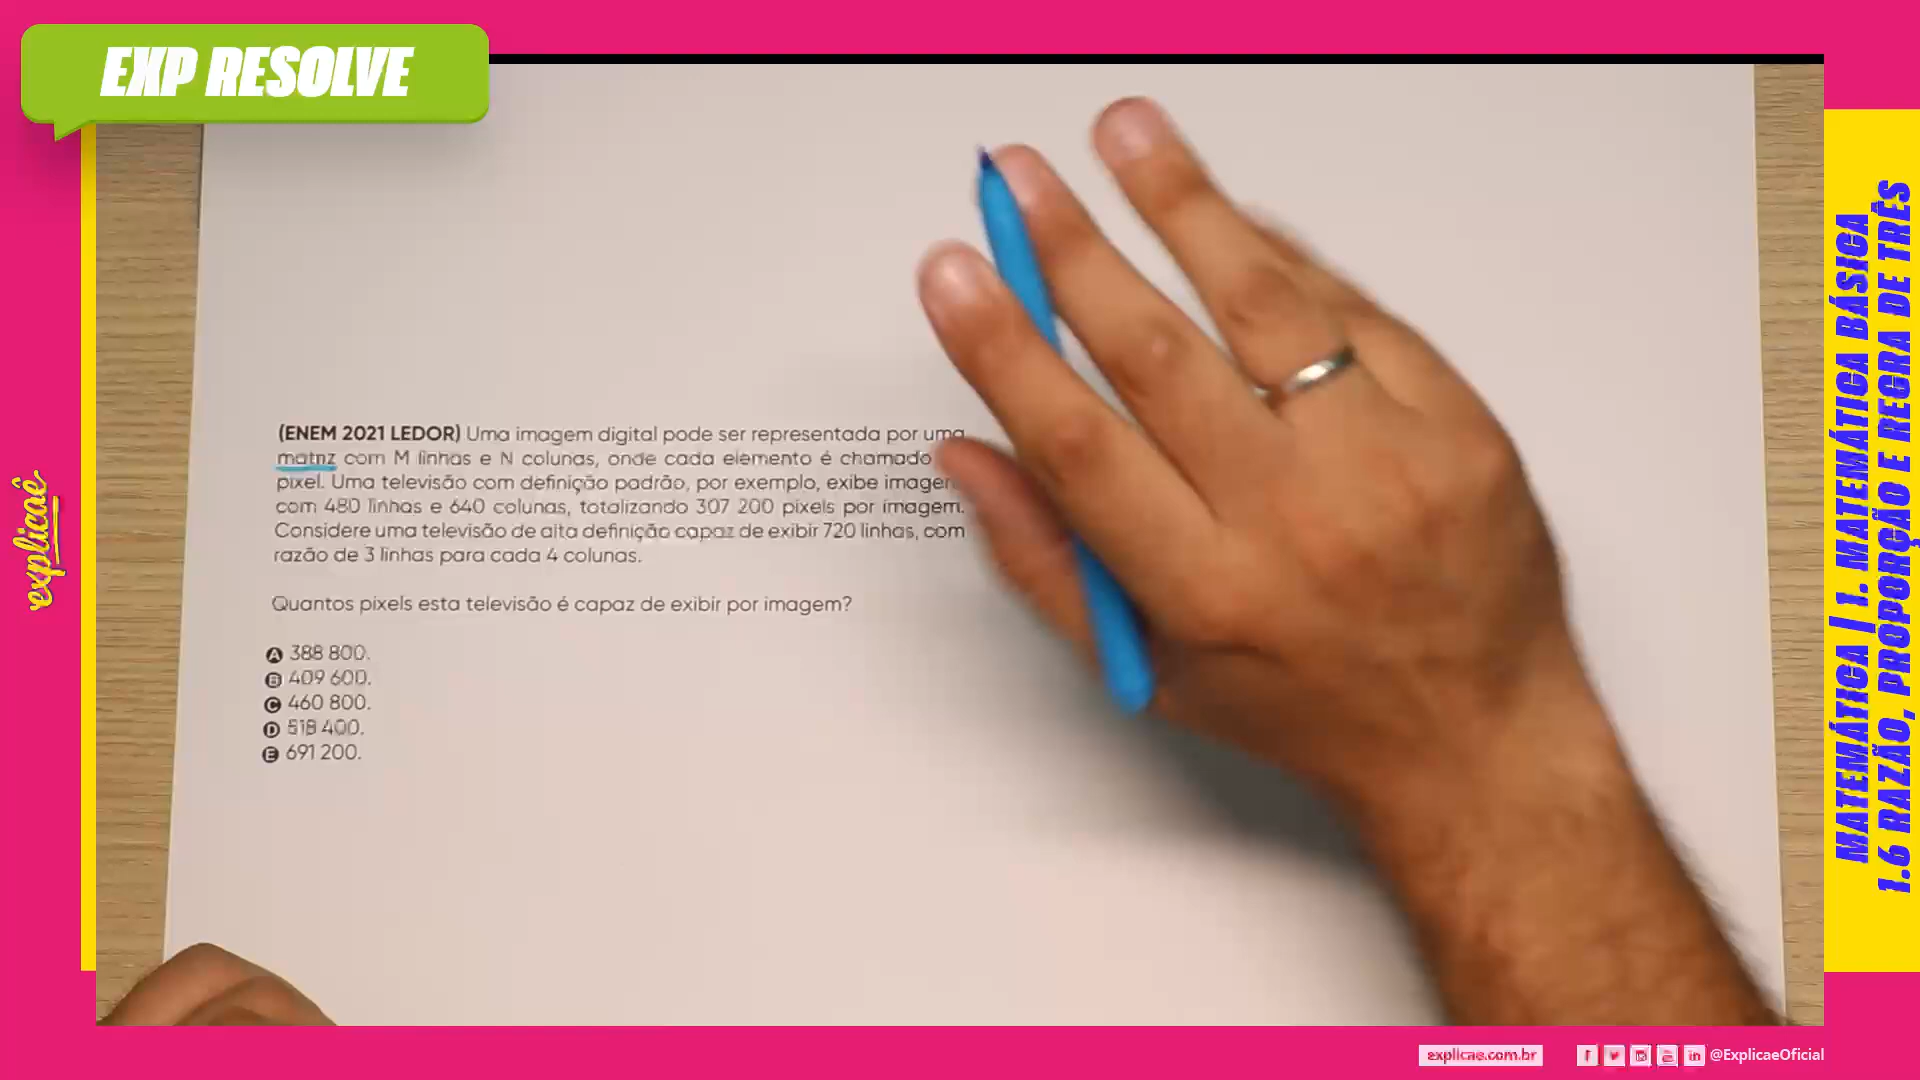 EXP RESOLVE
(ENEM 2021 LEDOR) Uma imagem digital pode ser representada por uma
matriz com M linhas e N colunas, onde cada elemento é chamado
pixel. Uma televisão com definição padrão, por exemplo, exibe imagen
com 480 linhas e 640 colunas, totalizando 307 200 pixels por imagem.
Considere uma televisão de alta definição capaz de exibir 720 linhas, com
razão de 3 linhas para cada 4 colunas.
Quantos pixels esta televisão é capaz de exibir por imagem?
A 388 800.
B 409 600.
C 460 800.
D 518 400.
E 691 200.
explicaê
MATEMÁTICA | 1. MATEMÁTICA BÁSICA
1.6 RAZÃO, PROPORÇÃO E REGRA DE TRÊS
explicae.com.br
@ExplicaeOficial